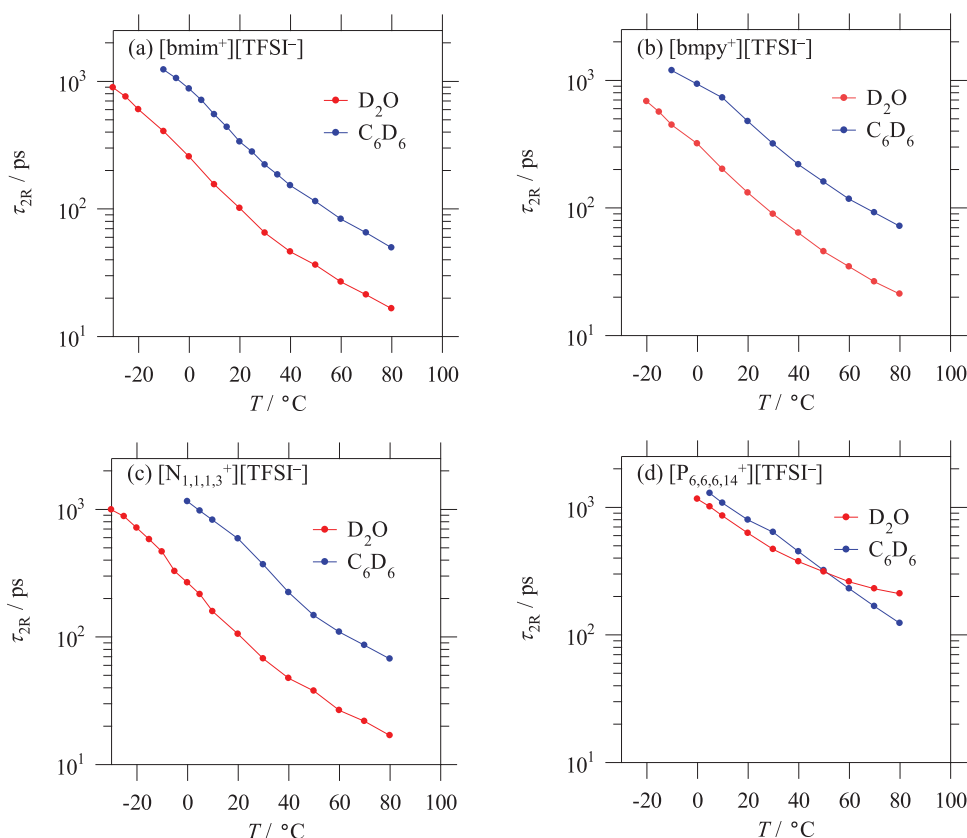 (a) [bmim⁺][TFSI⁻]
D₂O
C₆D₆
10³
10²
10¹
τ₂R / ps
-20 0 20 40 60 80 100
T / °C
(b) [bmpy⁺][TFSI⁻]
D₂O
C₆D₆
10³
10²
10¹
τ₂R / ps
-20 0 20 40 60 80 100
T / °C
(c) [N₁,₁,₁,₃⁺][TFSI⁻]
D₂O
C₆D₆
10³
10²
10¹
τ₂R / ps
-20 0 20 40 60 80 100
T / °C
(d) [P₆,₆,₆,₁₄⁺][TFSI⁻]
D₂O
C₆D₆
10³
10²
10¹
τ₂R / ps
-20 0 20 40 60 80 100
T / °C